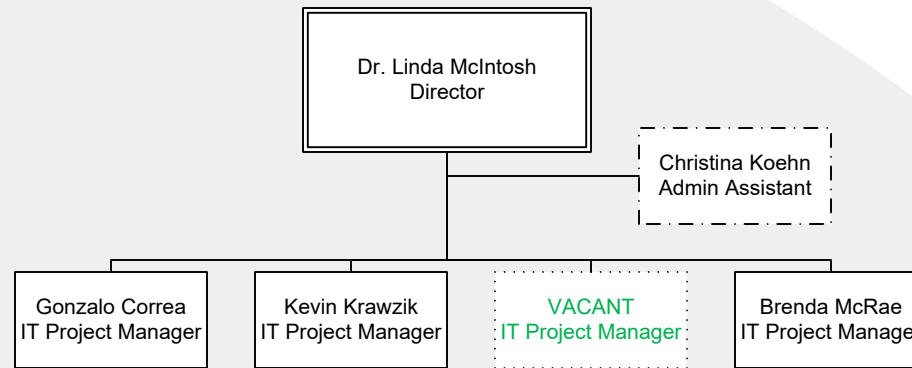 Dr. Linda McIntosh
Director
Christina Koehn
Admin Assistant
Gonzalo Correa
IT Project Manager
Kevin Krawzik
IT Project Manager
VACANT
IT Project Manager
Brenda McRae
IT Project Manage